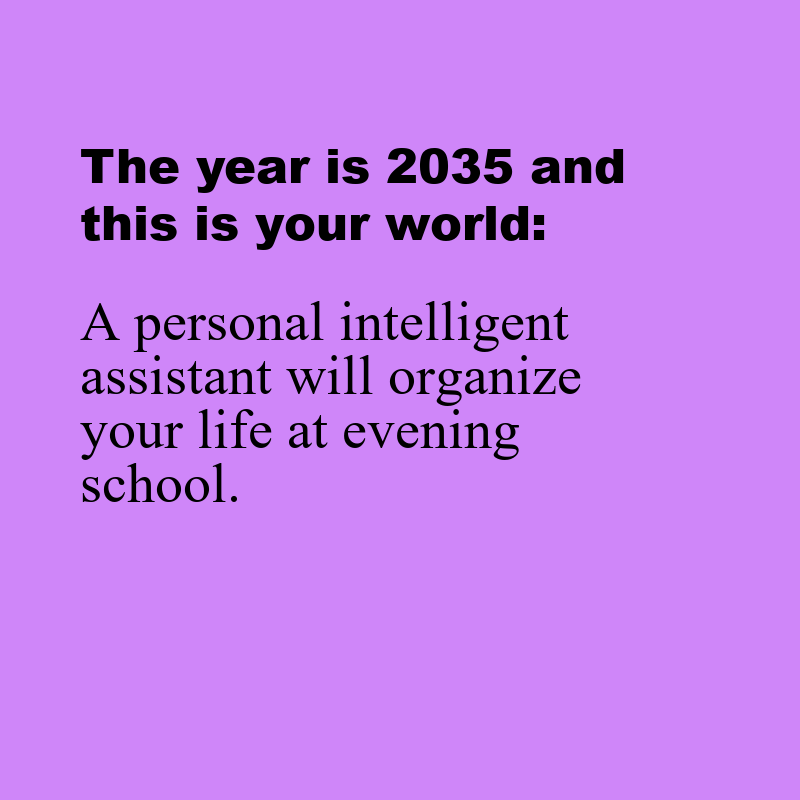 The year is 2035 and
this is your world:
A personal intelligent
assistant will organize
your life at evening
school.